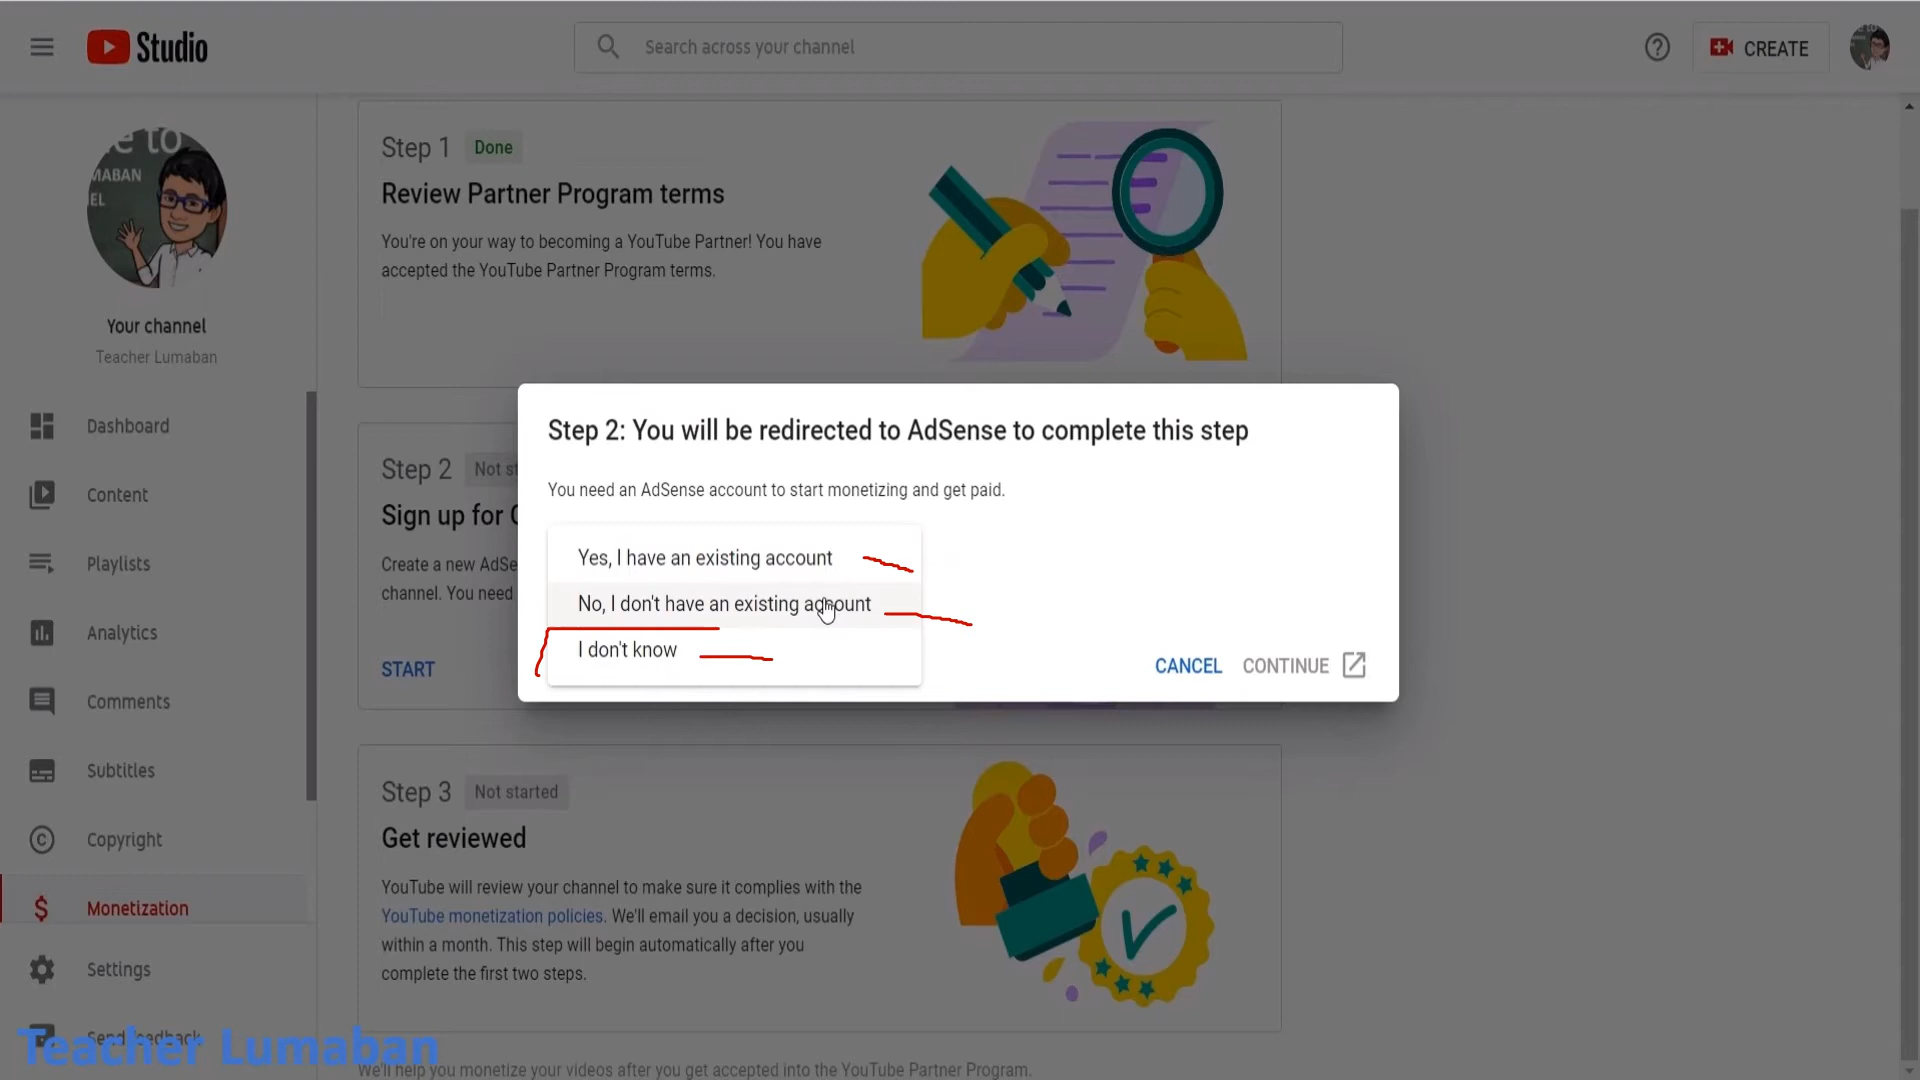 Studio
Search across your channel
CREATE
e to
MABAN
EL
Your channel
Teacher Lumaban
Dashboard
Content
Playlists
Analytics
Comments
Subtitles
Copyright
Monetization
Settings
Send feedback
Teacher Lumaban
Step 1 Done
Review Partner Program terms
You're on your way to becoming a YouTube Partner! You have
accepted the YouTube Partner Program terms.
Step 2 Not st
Sign up for
Create a new AdSe
channel. You need
START
Step 2: You will be redirected to AdSense to complete this step
You need an AdSense account to start monetizing and get paid.
Yes, I have an existing account
No, I don't have an existing account
I don't know
CANCEL CONTINUE
Step 3 Not started
Get reviewed
YouTube will review your channel to make sure it complies with the
YouTube monetization policies. We'll email you a decision, usually
within a month. This step will begin automatically after you
complete the first two steps.
We'll help you monetize your videos after you get accepted into the YouTube Partner Program.